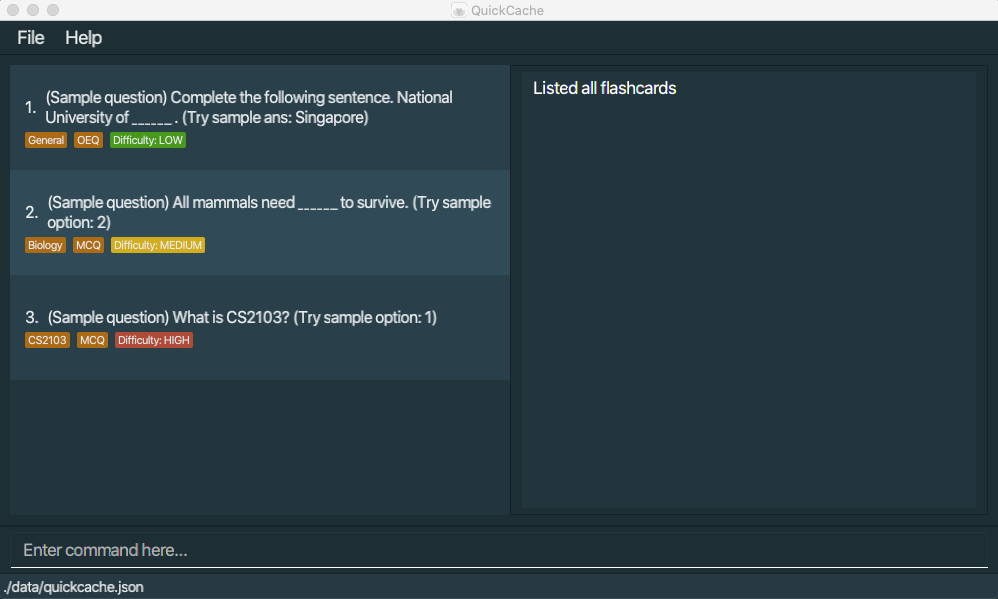 QuickCache
File Help
1. (Sample question) Complete the following sentence. National
University of ______ . (Try sample ans: Singapore)
General OEQ Difficulty: LOW
2. (Sample question) All mammals need ______ to survive. (Try sample
option: 2)
Biology MCQ Difficulty: MEDIUM
3. (Sample question) What is CS2103? (Try sample option: 1)
CS2103 MCQ Difficulty: HIGH
Listed all flashcards
Enter command here...
./data/quickcache.json